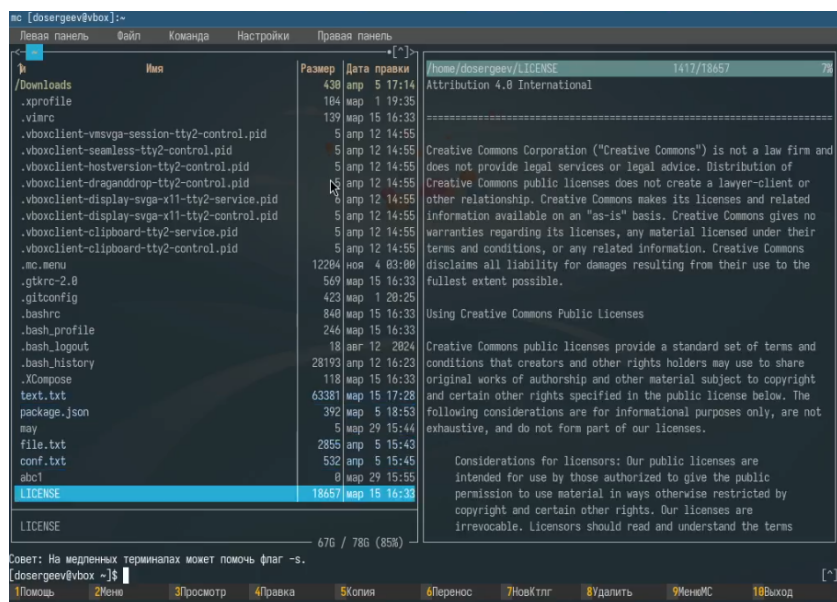 mc [dosergeev@vbox]:~
Левая панель Файл Команда Настройки Правая панель
<- ~ •[^]>
Имя Размер Дата правки
/Downloads 430 апр 5 17:14
.xprofile 104 мар 1 19:35
.vimrc 139 мар 15 16:33
.vboxclient-vmsvga-session-tty2-control.pid 5 апр 12 14:55
.vboxclient-seamless-tty2-control.pid 5 апр 12 14:55
.vboxclient-hostversion-tty2-control.pid 5 апр 12 14:55
.vboxclient-draganddrop-tty2-control.pid 5 апр 12 14:55
.vboxclient-display-svga-x11-tty2-service.pid 6 апр 12 14:55
.vboxclient-display-svga-x11-tty2-control.pid 5 апр 12 14:55
.vboxclient-clipboard-tty2-service.pid 5 апр 12 14:55
.vboxclient-clipboard-tty2-control.pid 5 апр 12 14:55
.mc.menu 12204 ноя 4 03:00
.gtkrc-2.0 569 мар 15 16:33
.gitconfig 423 мар 1 20:25
.bashrc 840 мар 15 16:33
.bash_profile 246 мар 15 16:33
.bash_logout 18 авг 12 2024
.bash_history 28193 апр 12 16:23
.XCompose 118 мар 15 16:33
text.txt 63381 мар 15 17:28
package.json 392 мар 5 18:53
may 5 мар 29 15:44
file.txt 2855 апр 5 15:43
conf.txt 532 апр 5 15:45
abc1 0 мар 29 15:55
LICENSE 18657 мар 15 16:33
LICENSE
67G / 78G (85%)
/home/dosergeev/LICENSE 1417/18657 7%
Attribution 4.0 International
=======================================================================
Creative Commons Corporation ("Creative Commons") is not a law firm and
does not provide legal services or legal advice. Distribution of
Creative Commons public licenses does not create a lawyer-client or
other relationship. Creative Commons makes its licenses and related
information available on an "as-is" basis. Creative Commons gives no
warranties regarding its licenses, any material licensed under their
terms and conditions, or any related information. Creative Commons
disclaims all liability for damages resulting from their use to the
fullest extent possible.
Using Creative Commons Public Licenses
Creative Commons public licenses provide a standard set of terms and
conditions that creators and other rights holders may use to share
original works of authorship and other material subject to copyright
and certain other rights specified in the public license below. The
following considerations are for informational purposes only, are not
exhaustive, and do not form part of our licenses.
Considerations for licensors: Our public licenses are
intended for use by those authorized to give the public
permission to use material in ways otherwise restricted by
copyright and certain other rights. Our licenses are
irrevocable. Licensors should read and understand the terms
Совет: На медленных терминалах может помочь флаг -s.
[dosergeev@vbox ~]$ [^]
1Помощь 2Меню 3Просмотр 4Правка 5Копия 6Перенос 7НовКтлг 8Удалить 9МенюMC 10Выход